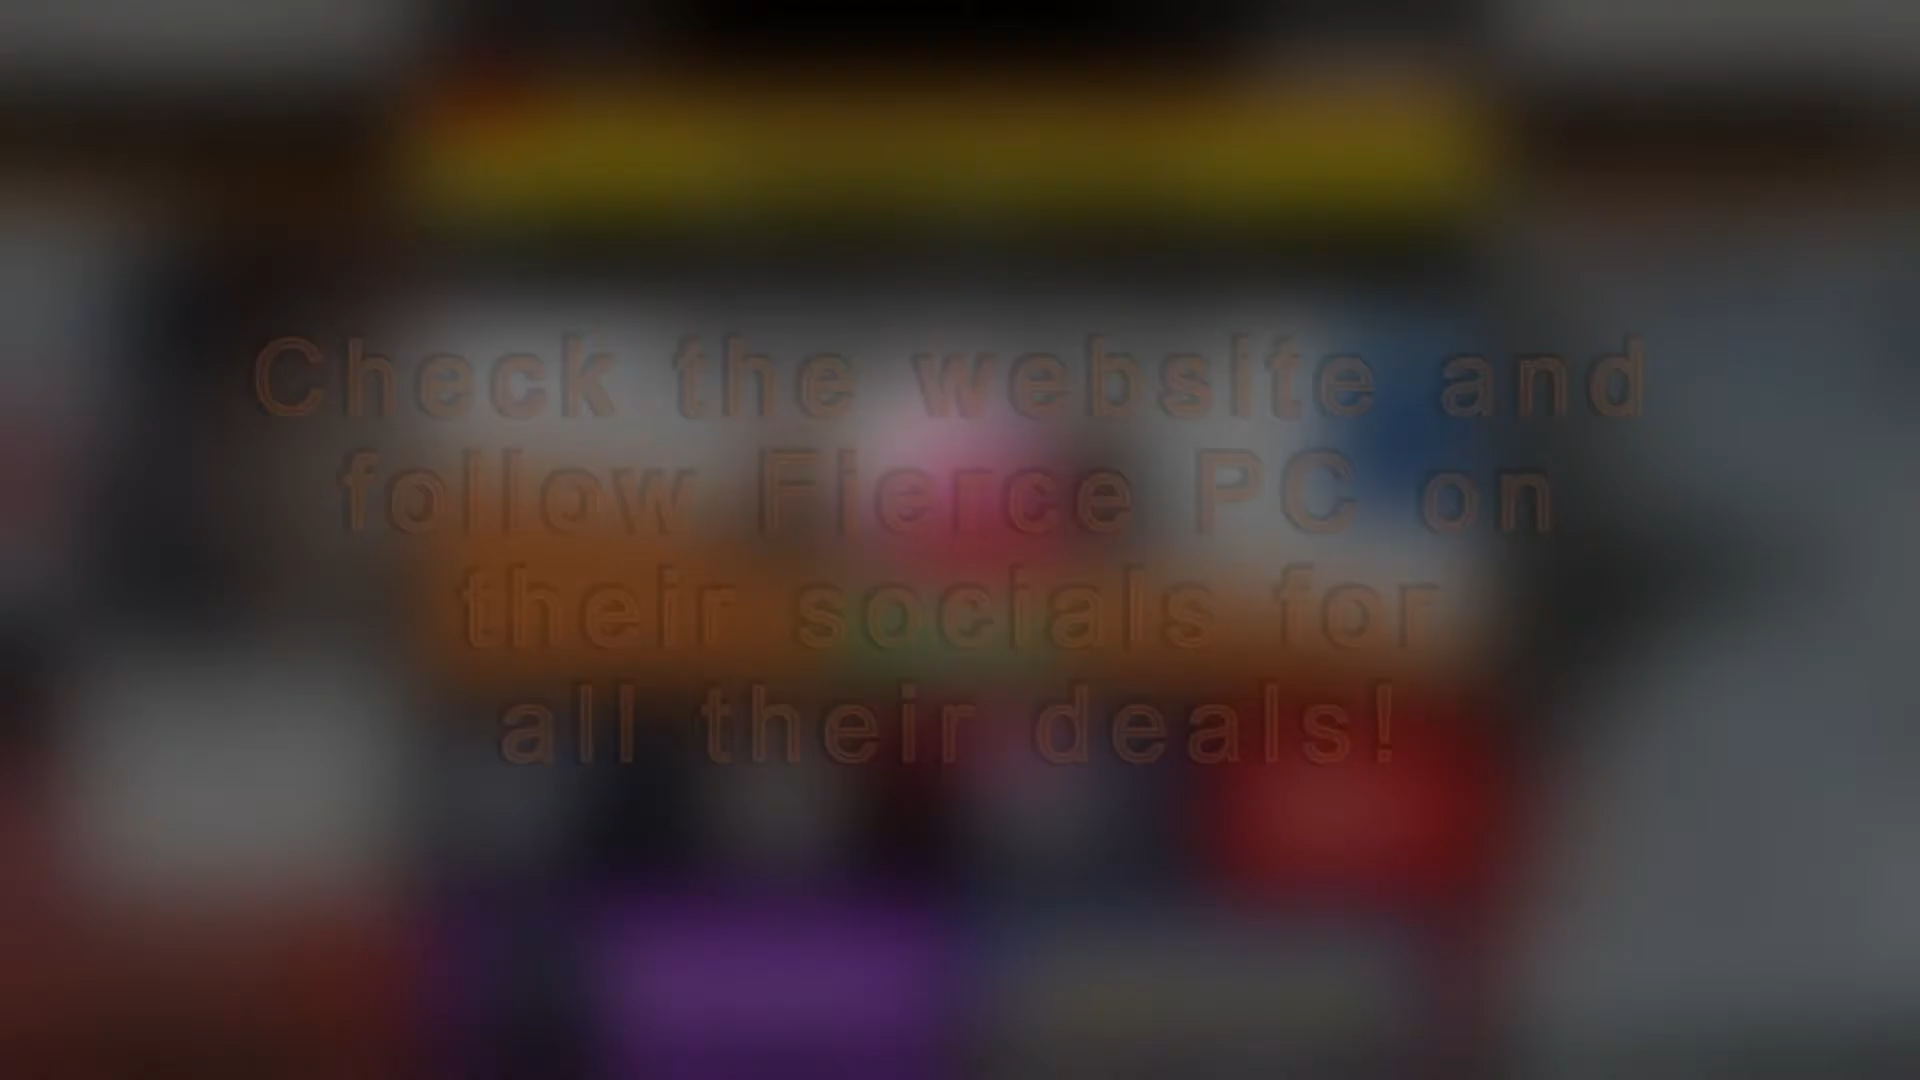 Check the website and
follow Fierce PC on
their socials for
all their deals!